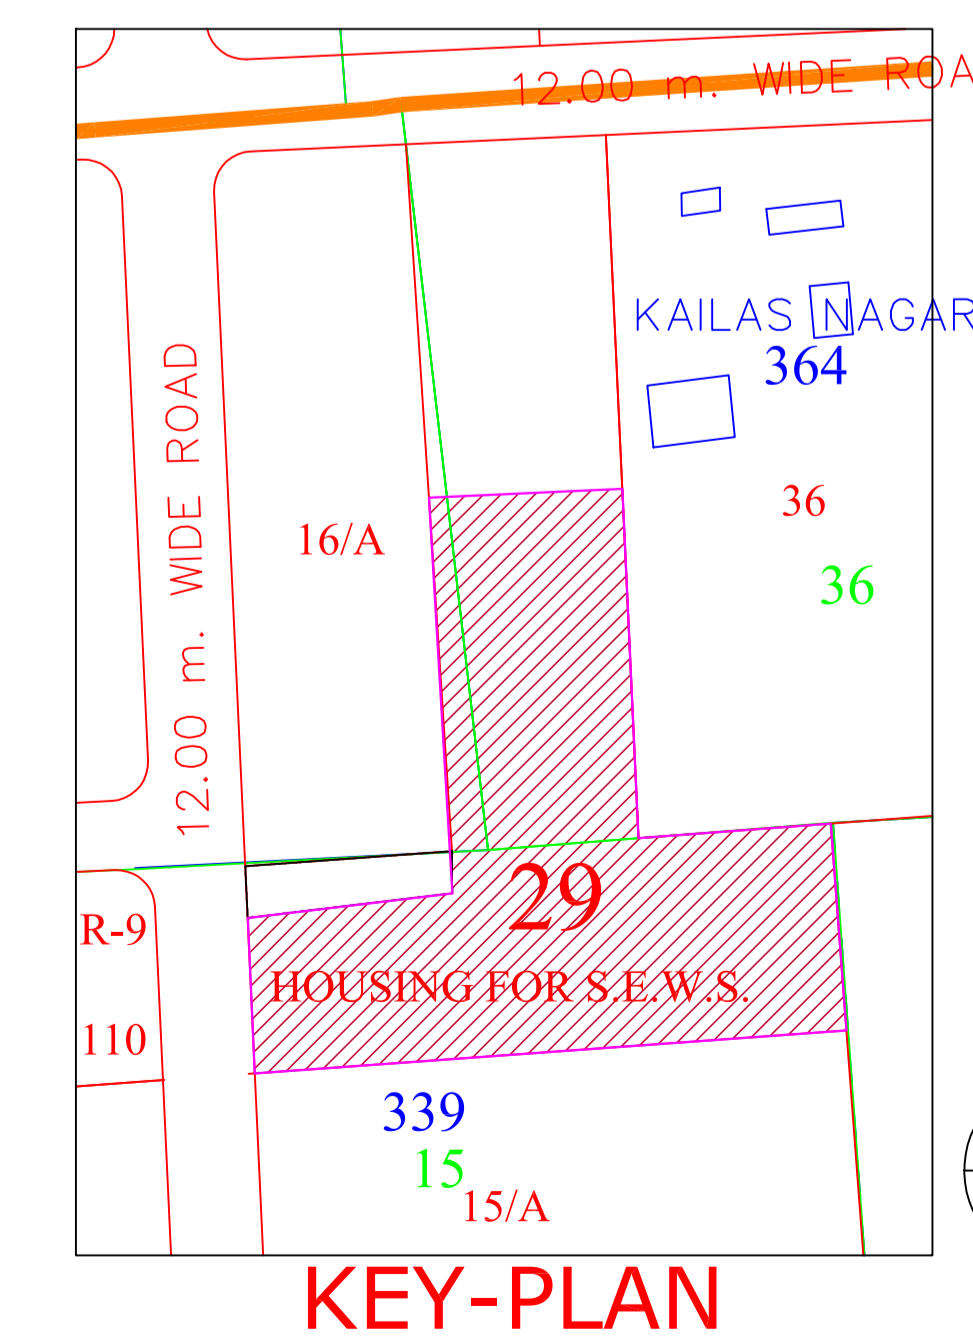 12.00 m. WIDE ROA
KAILAS NAGAR
364
12.00 m. WIDE ROAD
36
16/A
36
29
R-9
HOUSING FOR S.E.W.S.
110
339
15
15/A
KEY-PLAN